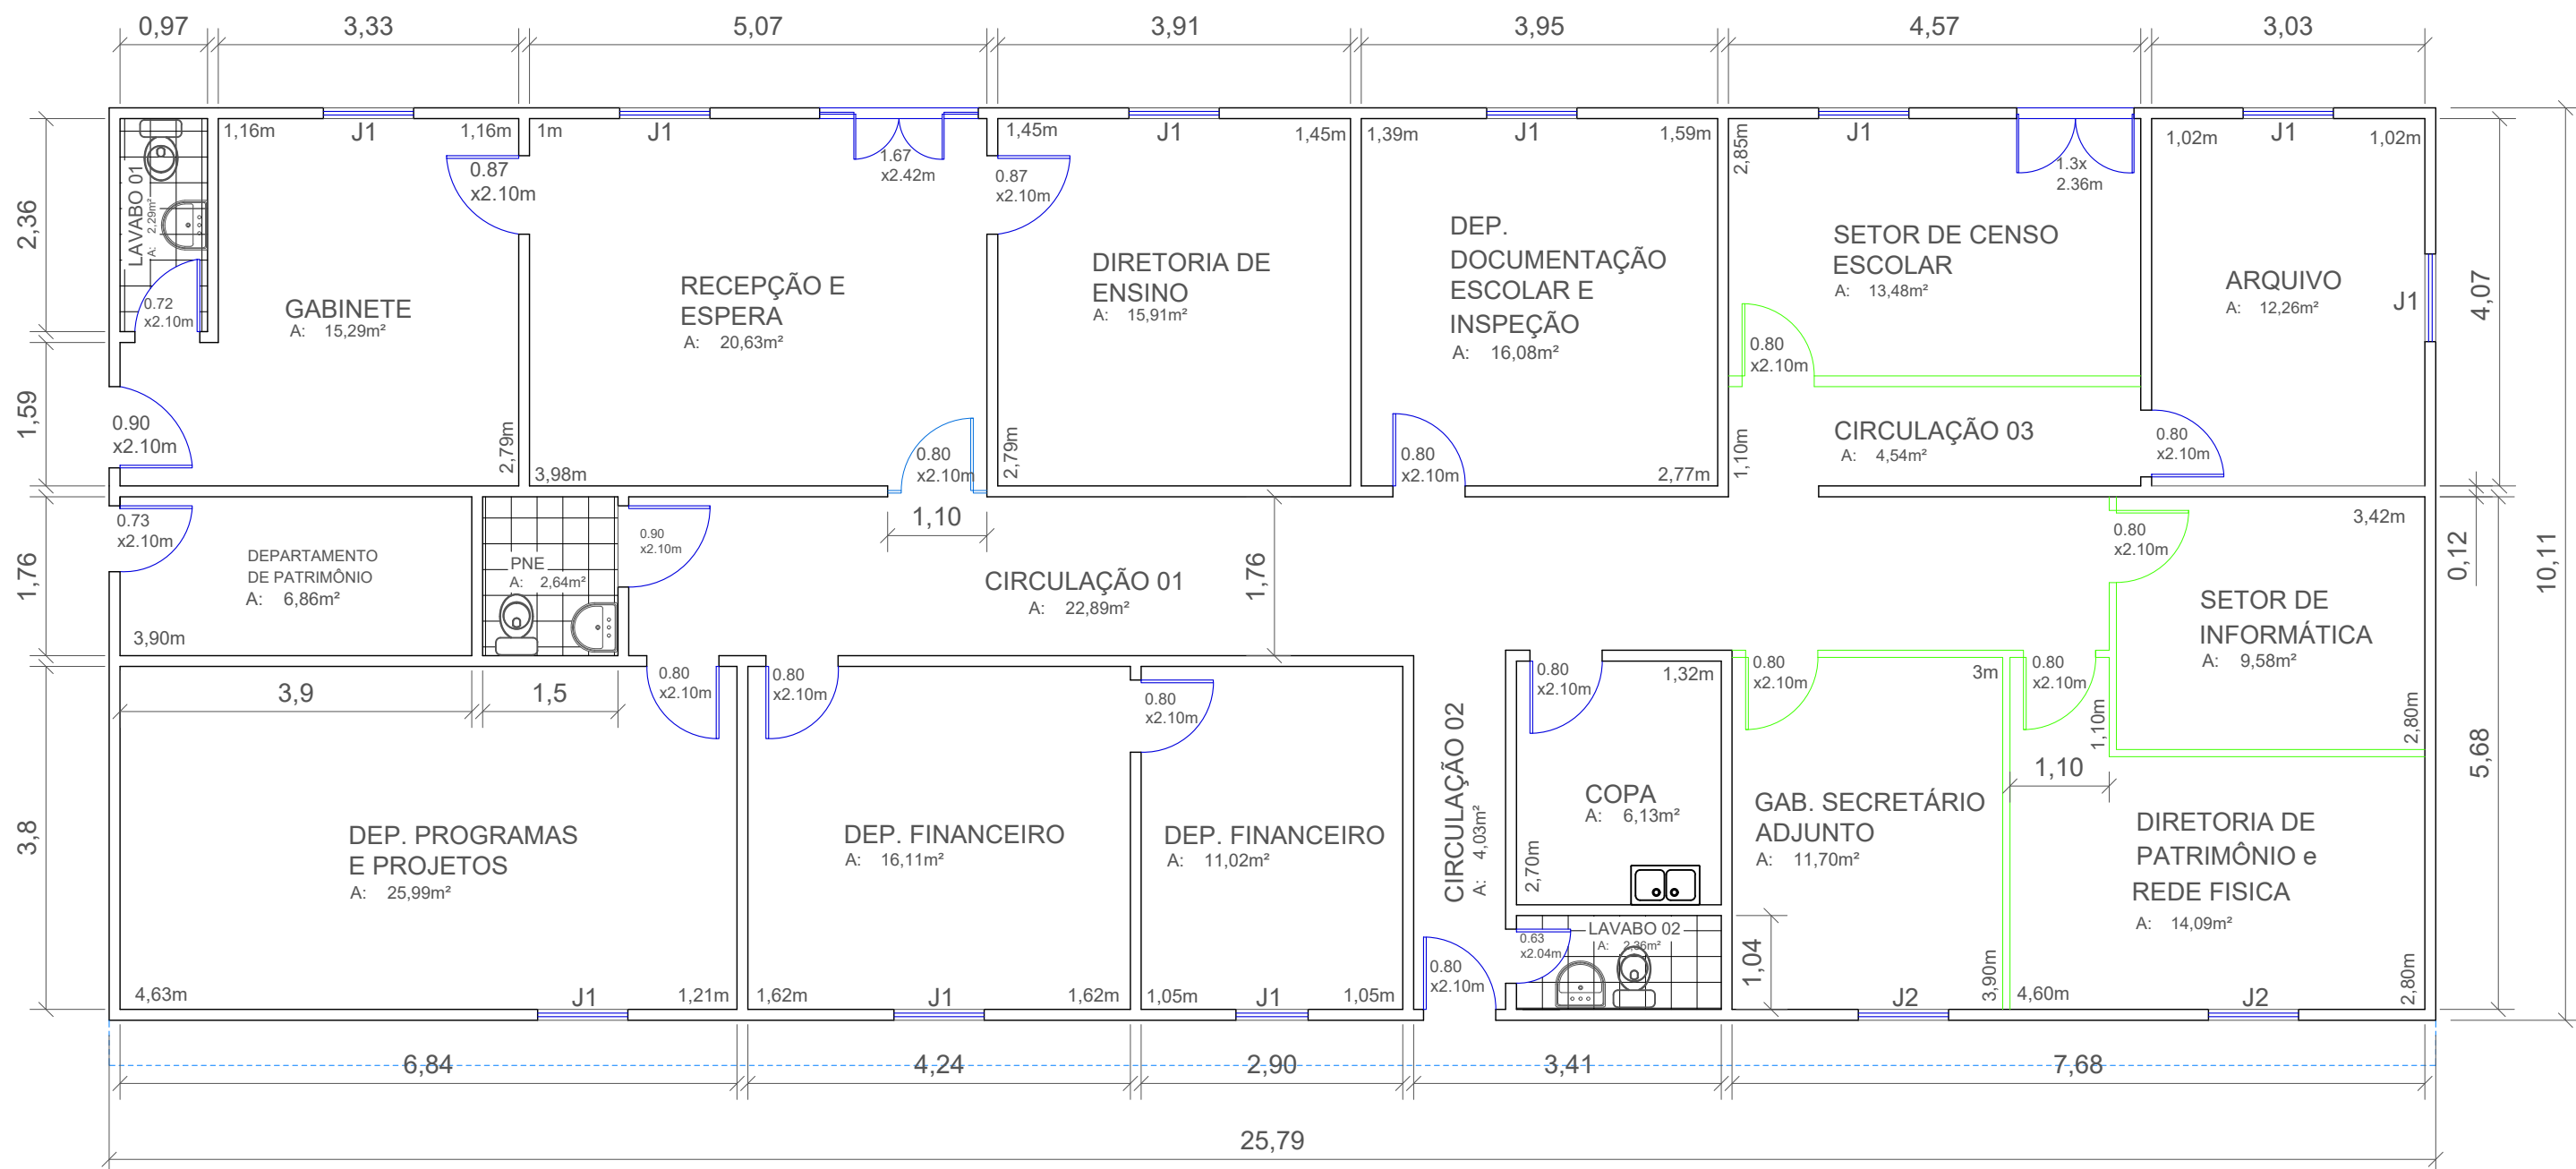 0,97
3,33
5,07
3,91
3,95
4,57
3,03
2,36
1,59
1,76
3,8
LAVABO 01
A: 2,29m²
0.72
x2.10m
1,16m
J1
1,16m
0.87
x2.10m
GABINETE
A: 15,29m²
0.90
x2.10m
2,79m
1m
J1
1.67
x2.42m
RECEPÇÃO E
ESPERA
A: 20,63m²
3,98m
0.80
x2.10m
1,10
1,45m
J1
1,45m
0.87
x2.10m
DIRETORIA DE
ENSINO
A: 15,91m²
2,79m
1,39m
J1
1,59m
DEP.
DOCUMENTAÇÃO
ESCOLAR E
INSPEÇÃO
A: 16,08m²
0.80
x2.10m
2,77m
2,85m
J1
1.3x
2.36m
SETOR DE CENSO
ESCOLAR
A: 13,48m²
0.80
x2.10m
CIRCULAÇÃO 03
A: 4,54m²
1,10m
1,02m
J1
1,02m
ARQUIVO
A: 12,26m²
J1
0.80
x2.10m
4,07
0,12
10,11
5,68
0.73
x2.10m
DEPARTAMENTO
DE PATRIMÔNIO
A: 6,86m²
3,90m
PNE
A: 2,64m²
0.90
x2.10m
CIRCULAÇÃO 01
A: 22,89m²
1,76
0.80
x2.10m
3,42m
SETOR DE
INFORMÁTICA
A: 9,58m²
2,80m
3,9
1,5
0.80
x2.10m
DEP. PROGRAMAS
E PROJETOS
A: 25,99m²
4,63m
J1
1,21m
0.80
x2.10m
DEP. FINANCEIRO
A: 16,11m²
1,62m
J1
1,62m
0.80
x2.10m
DEP. FINANCEIRO
A: 11,02m²
1,05m
J1
1,05m
CIRCULAÇÃO 02
A: 4,03m²
0.80
x2.10m
0.80
x2.10m
1,32m
COPA
A: 6,13m²
2,70m
LAVABO 02
A: 2,36m²
0.63
x2.04m
1,04
0.80
x2.10m
3m
GAB. SECRETÁRIO
ADJUNTO
A: 11,70m²
3,90m
J2
0.80
x2.10m
1,10m
1,10
DIRETORIA DE
PATRIMÔNIO e
REDE FISICA
A: 14,09m²
4,60m
J2
2,80m
6,84
4,24
2,90
3,41
7,68
25,79